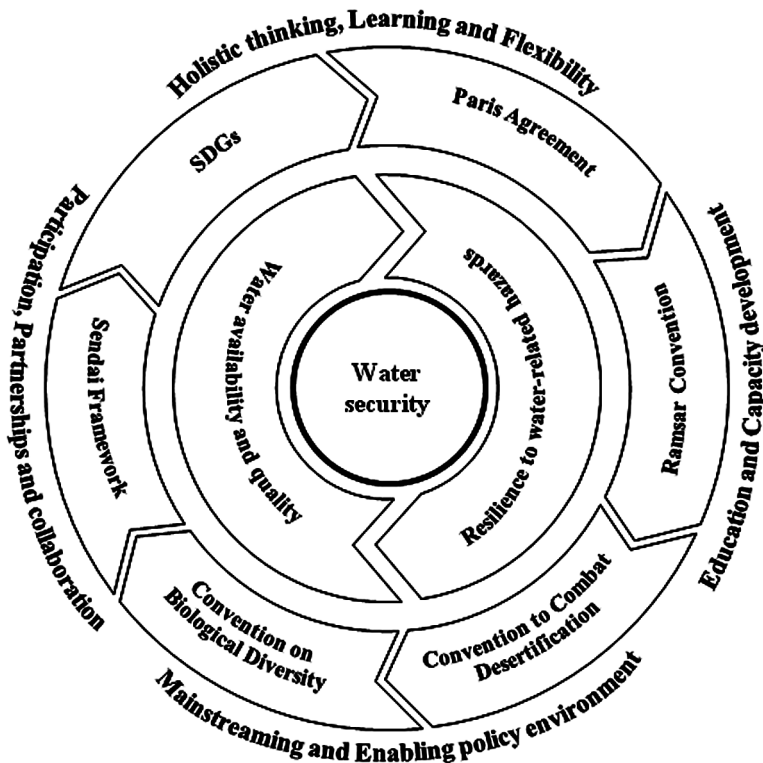 Holistic thinking, Learning and Flexibility
Paris Agreement
SDGs
Participation, Partnerships and collaboration
Education and Capacity development
Water availability and quality
Resilience to water-related hazards
Ramsar Convention
Sendai Framework
Water
security
Convention on
Biological Diversity
Convention to Combat
Desertification
Mainstreaming and Enabling policy environment